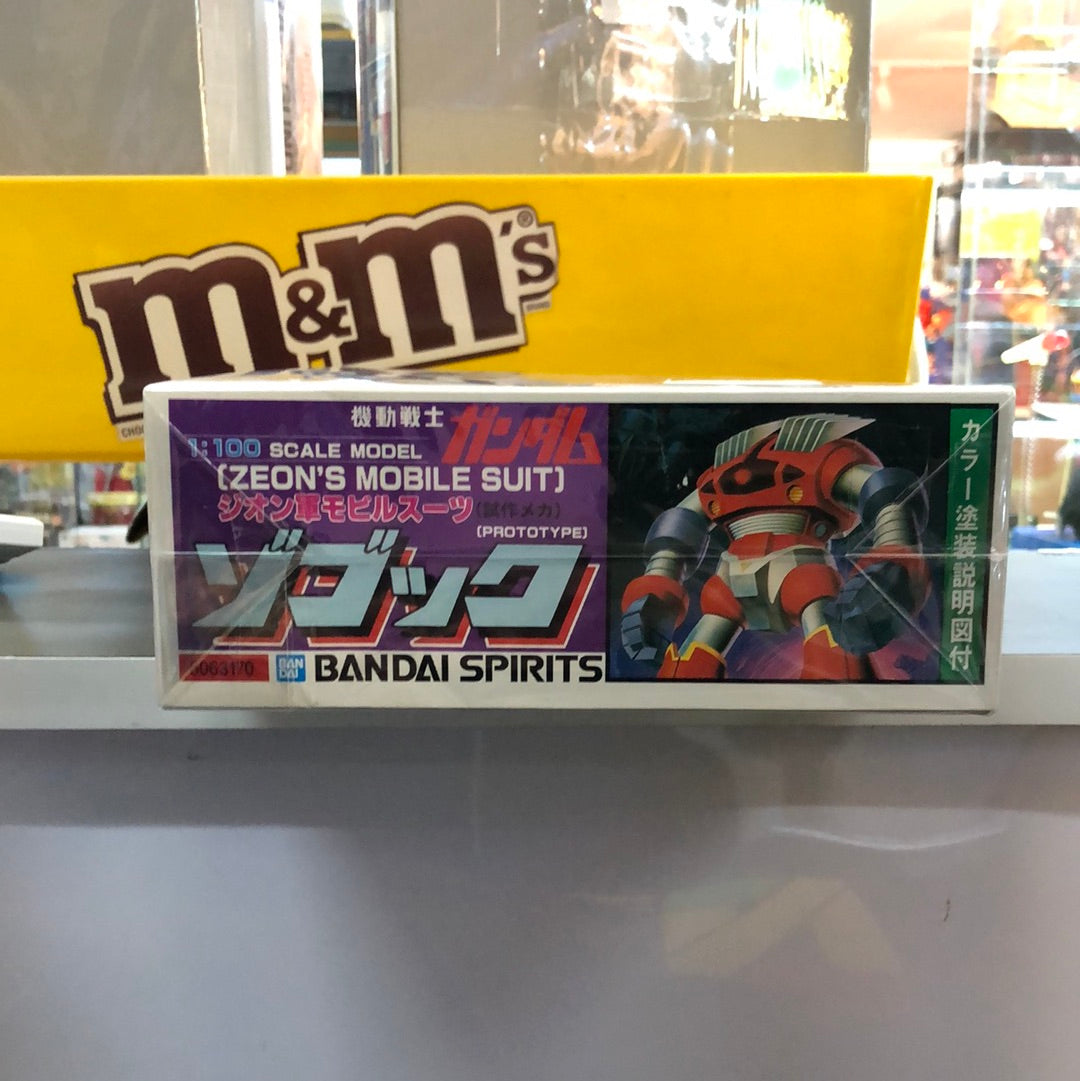 m&m's®
機動戦士 ガンダム
1:100 SCALE MODEL
(ZEON'S MOBILE SUIT)
ジオン軍モビルスーツ(試作メカ)
(PROTOTYPE)
ゾゴック
BAN DAI BANDAI SPIRITS
カラー塗装説明図付